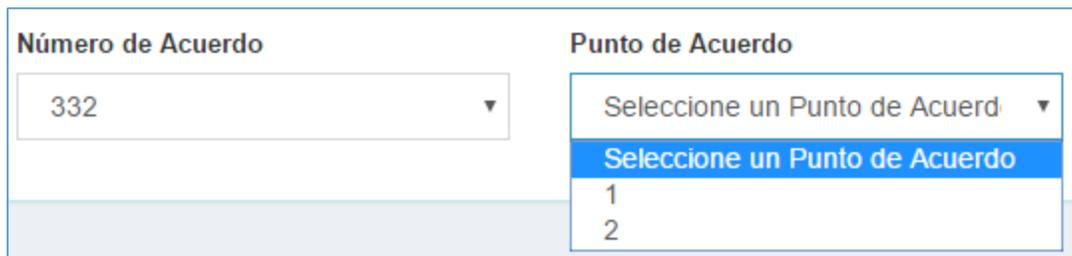 Número de Acuerdo
332
Punto de Acuerdo
Seleccione un Punto de Acuerd
Seleccione un Punto de Acuerdo
1
2